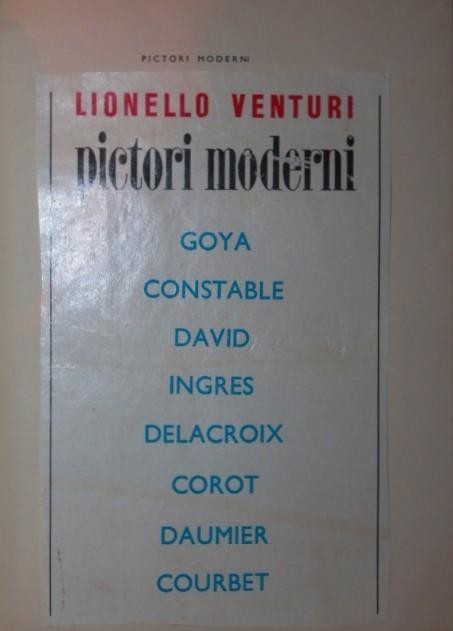 PICTORI MODERNI
LIONELLO VENTURI
pictori moderni
GOYA
CONSTABLE
DAVID
INGRES
DELACROIX
COROT
DAUMIER
COURBET